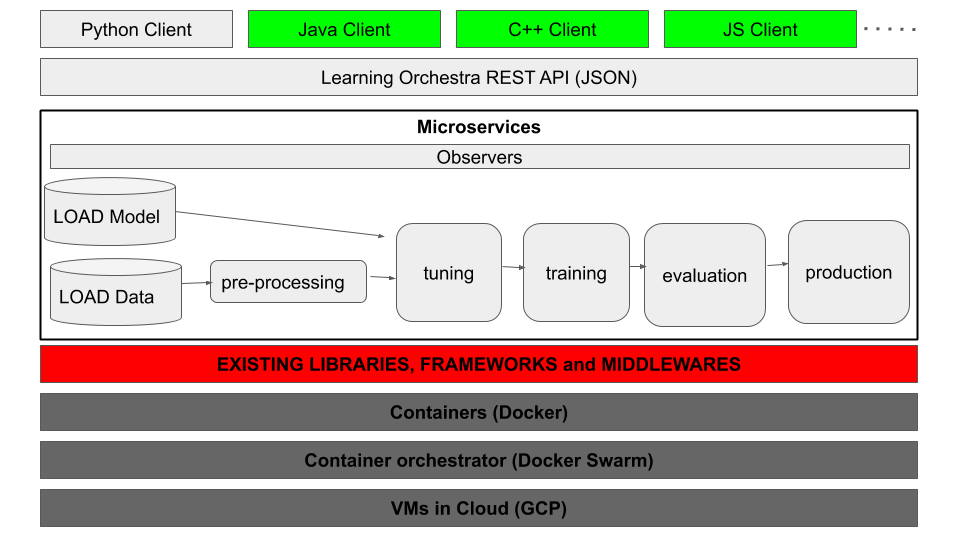 Python Client
Java Client
C++ Client
JS Client
.....
Learning Orchestra REST API (JSON)
Microservices
Observers
LOAD Model
LOAD Data
pre-processing
tuning
training
evaluation
production
EXISTING LIBRARIES, FRAMEWORKS and MIDDLEWARES
Containers (Docker)
Container orchestrator (Docker Swarm)
VMs in Cloud (GCP)